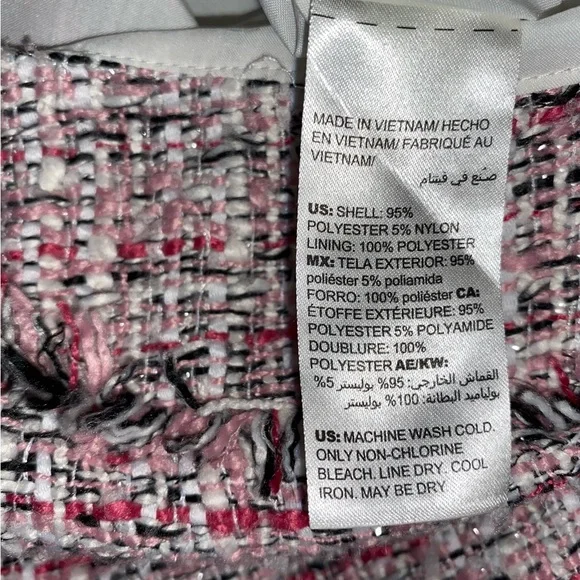 MADE IN VIETNAM/ HECHO
EN VIETNAM/ FABRIQUÉ AU
VIETNAM/
صنع في فيتنام
US: SHELL: 95%
POLYESTER 5% NYLON
LINING: 100% POLYESTER
MX: TELA EXTERIOR: 95%
poliéster 5% poliamida
FORRO: 100% poliéster CA:
ÉTOFFE EXTÉRIEURE: 95%
POLYESTER 5% POLYAMIDE
DOUBLURE: 100%
POLYESTER AE/KW:
القماش الخارجي: 95% بوليستر 5%
بولياميد البطانة: 100% بوليستر
US: MACHINE WASH COLD.
ONLY NON-CHLORINE
BLEACH. LINE DRY. COOL
IRON. MAY BE DRY